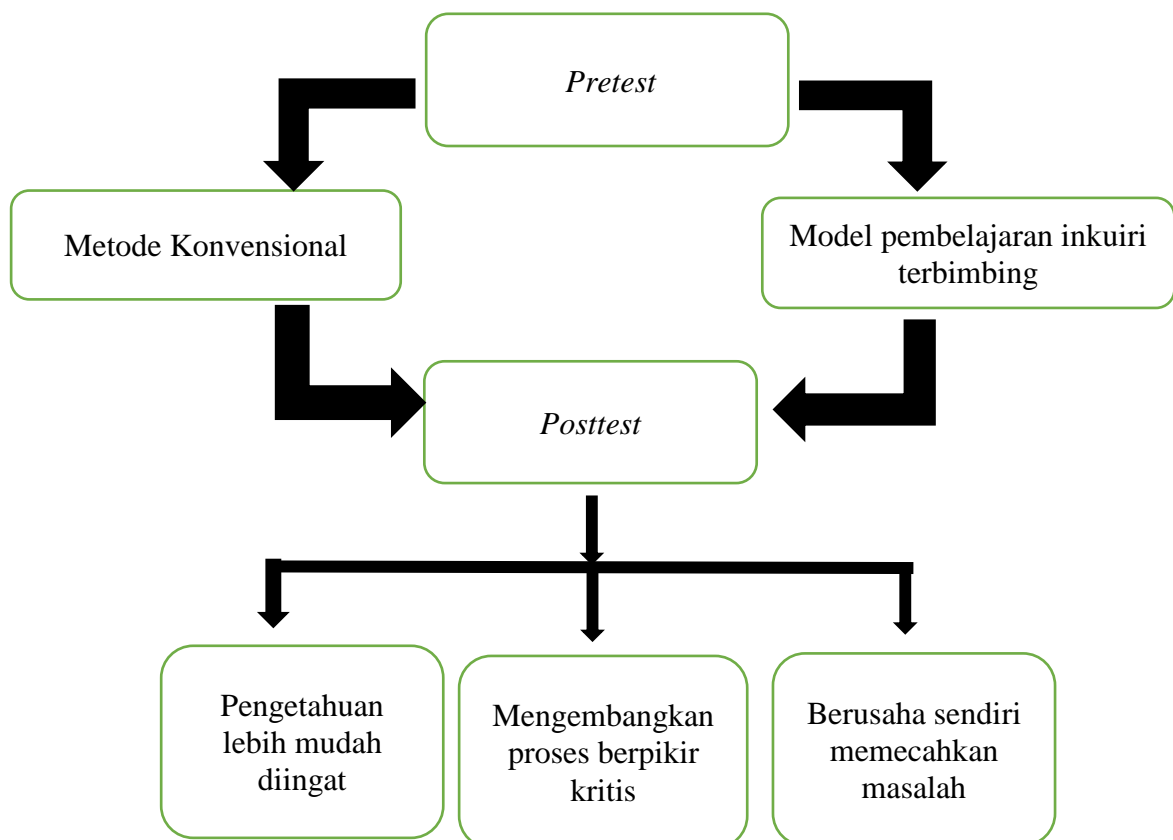 Pretest
Metode Konvensional
Model pembelajaran inkuiri
terbimbing
Posttest
Pengetahuan
lebih mudah
diingat
Mengembangkan
proses berpikir
kritis
Berusaha sendiri
memecahkan
masalah